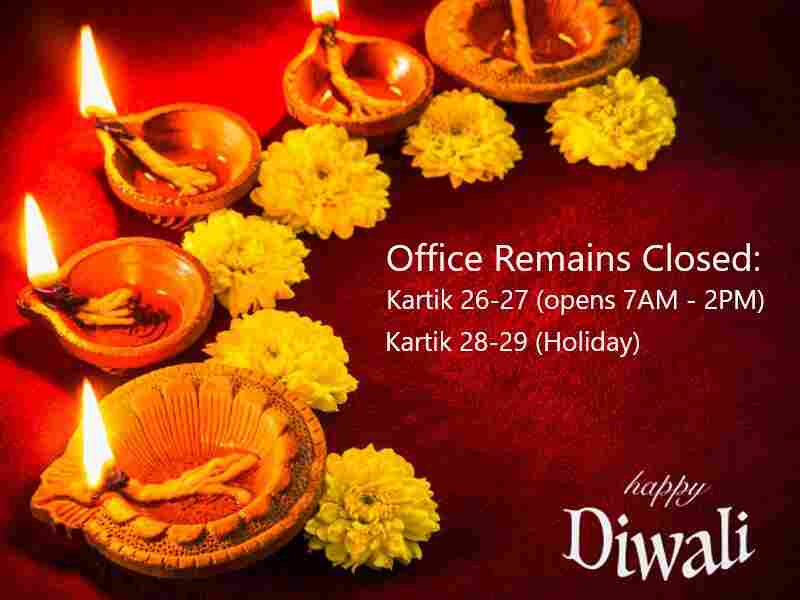 Office Remains Closed:
Kartik 26-27 (opens 7AM - 2PM)
Kartik 28-29 (Holiday)
happy
Diwali